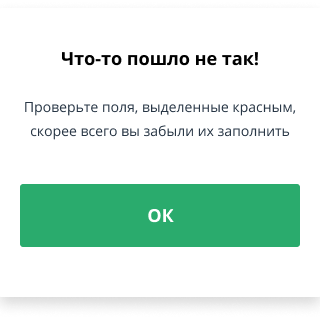 Что-то пошло не так!
Проверьте поля, выделенные красным,
скорее всего вы забыли их заполнить
ОК